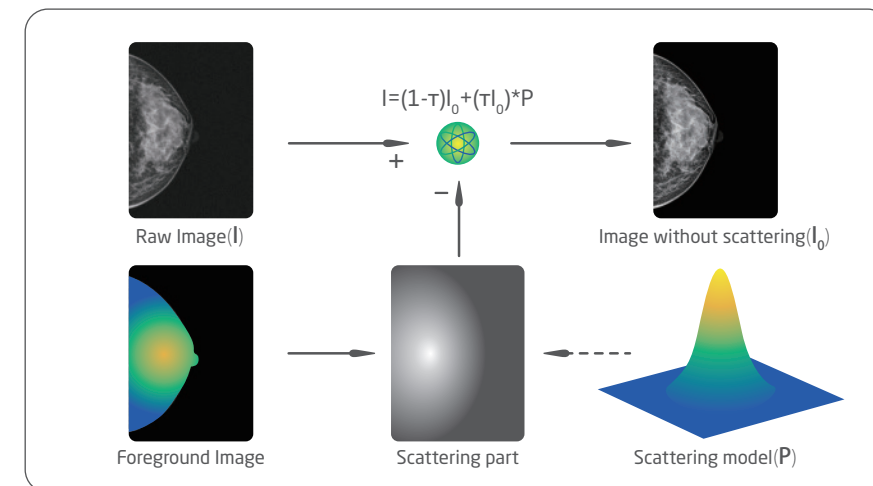 I=(1-τ)I₀+(τI₀)*P
+
−
Raw Image(I)
Image without scattering(I₀)
Foreground Image
Scattering part
Scattering model(P)